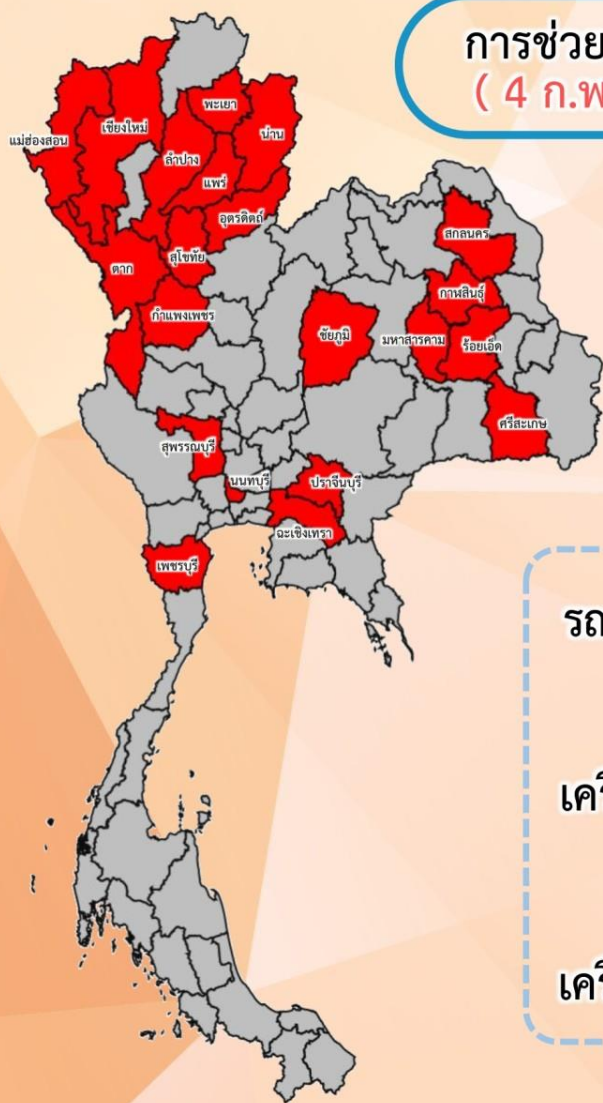 การช่วย
( 4 ก.พ
พะเยา
เชียงใหม่
น่าน
แม่ฮ่องสอน
ลำปาง
แพร่
อุตรดิตถ์
สกลนคร
สุโขทัย
ตาก
กาฬสินธุ์
กำแพงเพชร
ชัยภูมิ
มหาสารคาม
ร้อยเอ็ด
ศรีสะเกษ
สุพรรณบุรี
นนทบุรี
ปราจีนบุรี
ฉะเชิงเทรา
เพชรบุรี
รถ
เครื
เครื